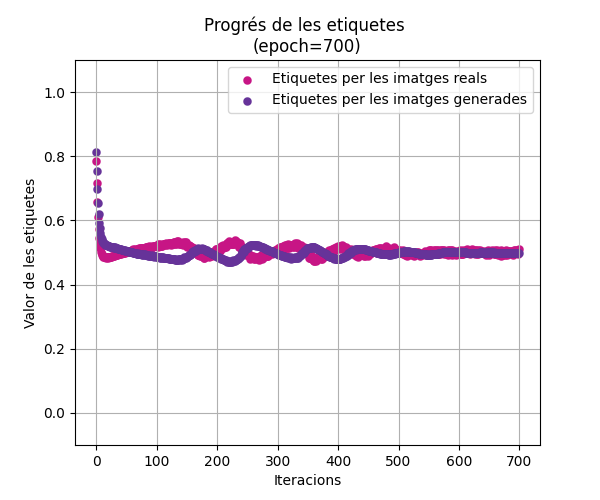 Progrés de les etiquetes
(epoch=700)
Etiquetes per les imatges reals
Etiquetes per les imatges generades
Valor de les etiquetes
1.0
0.8
0.6
0.4
0.2
0.0
0 100 200 300 400 500 600 700
Iteracions